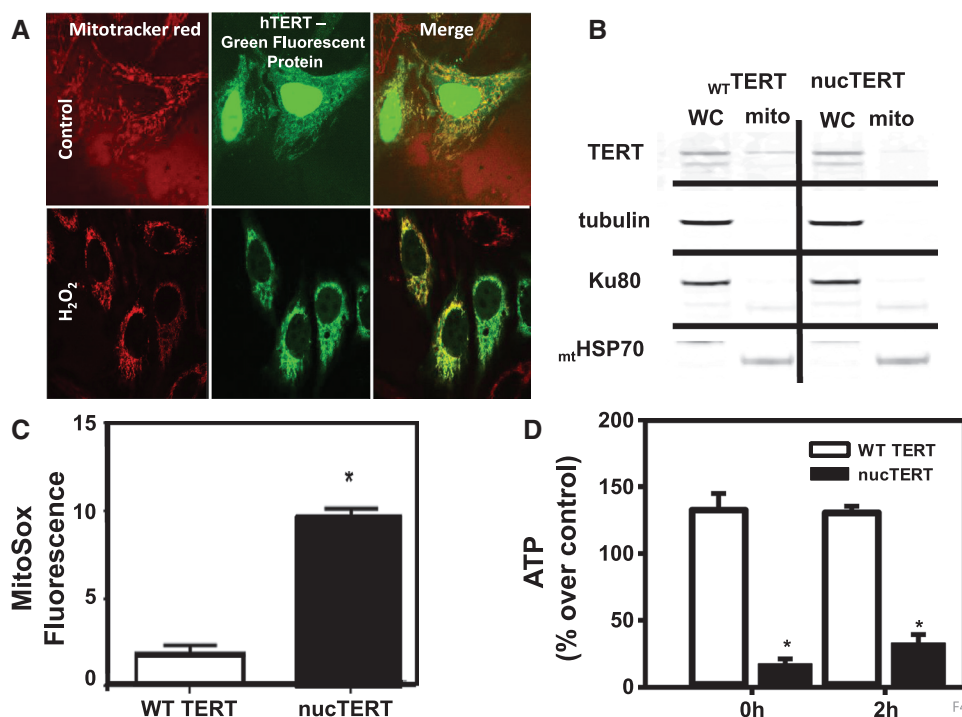 A
Mitotracker red
hTERT –
Green Fluorescent
Protein
Merge
Control
H₂O₂
B
WTTERT
nucTERT
WC
mito
WC
mito
TERT
tubulin
Ku80
mtHSP70
C
MitoSox
Fluorescence
15
10
5
0
*
WT TERT
nucTERT
D
ATP
(% over control)
200
150
100
50
0
WT TERT
nucTERT
*
*
0h
2h